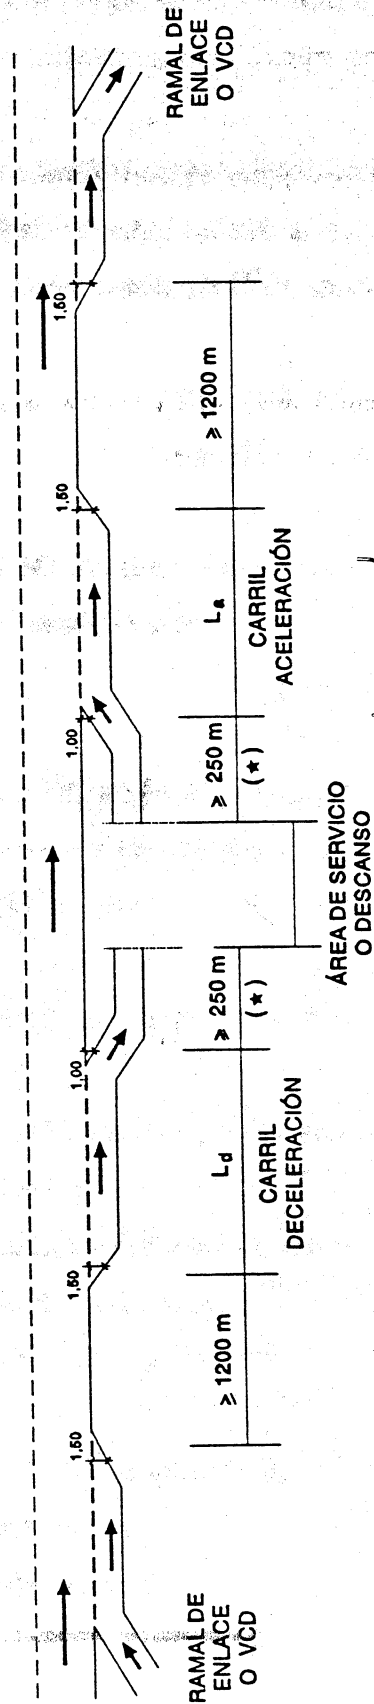 RAMAL DE
ENLACE
O VCD
1,50
≥ 1200 m
1,50
Ld
CARRIL
DECELERACIÓN
1,00
≥ 250 m
(★)
ÁREA DE SERVICIO
O DESCANSO
≥ 250 m
(★)
1,00
La
CARRIL
ACELERACIÓN
1,50
≥ 1200 m
1,50
RAMAL DE
ENLACE
O VCD